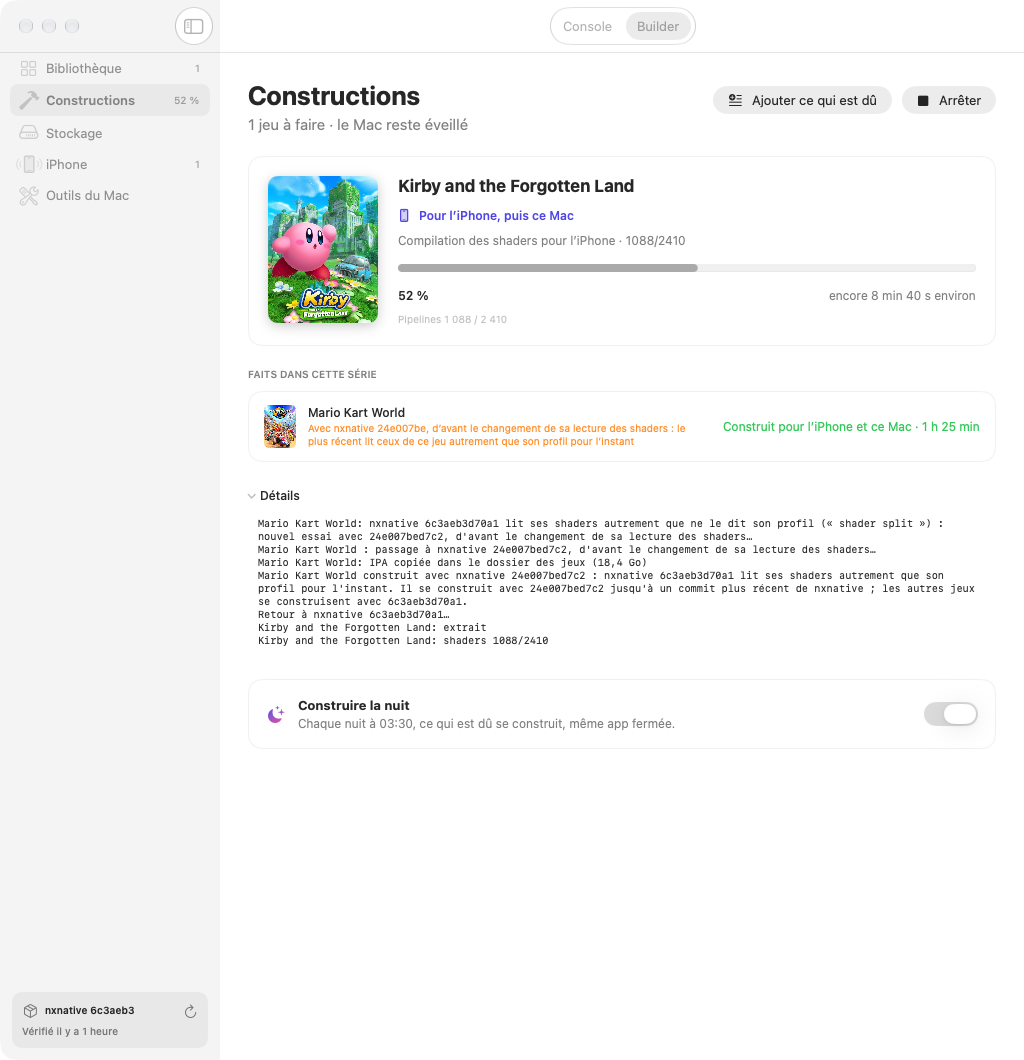 Console
Builder
Bibliothèque
1
Constructions
52 %
Stockage
iPhone
1
Outils du Mac
Constructions
1 jeu à faire · le Mac reste éveillé
Ajouter ce qui est dû
Arrêter
Kirby and the Forgotten Land
Pour l’iPhone, puis ce Mac
Compilation des shaders pour l’iPhone · 1088/2410
52 %
encore 8 min 40 s environ
Pipelines 1 088 / 2 410
Kirby
Forgotten Land
FAITS DANS CETTE SÉRIE
Mario Kart World
Avec nxnative 24e007be, d’avant le changement de sa lecture des shaders : le
plus récent lit ceux de ce jeu autrement que son profil pour l’instant
Construit pour l’iPhone et ce Mac · 1 h 25 min
Détails
Mario Kart World: nxnative 6c3aeb3d70a1 lit ses shaders autrement que ne le dit son profil (« shader split ») :
nouvel essai avec 24e007bed7c2, d'avant le changement de sa lecture des shaders…
Mario Kart World : passage à nxnative 24e007bed7c2, d'avant le changement de sa lecture des shaders…
Mario Kart World: IPA copiée dans le dossier des jeux (18,4 Go)
Mario Kart World construit avec nxnative 24e007bed7c2 : nxnative 6c3aeb3d70a1 lit ses shaders autrement que son
profil pour l'instant. Il se construit avec 24e007bed7c2 jusqu'à un commit plus récent de nxnative ; les autres jeux
se construisent avec 6c3aeb3d70a1.
Retour à nxnative 6c3aeb3d70a1…
Kirby and the Forgotten Land: extrait
Kirby and the Forgotten Land: shaders 1088/2410
Construire la nuit
Chaque nuit à 03:30, ce qui est dû se construit, même app fermée.
nxnative 6c3aeb3
Vérifié il y a 1 heure